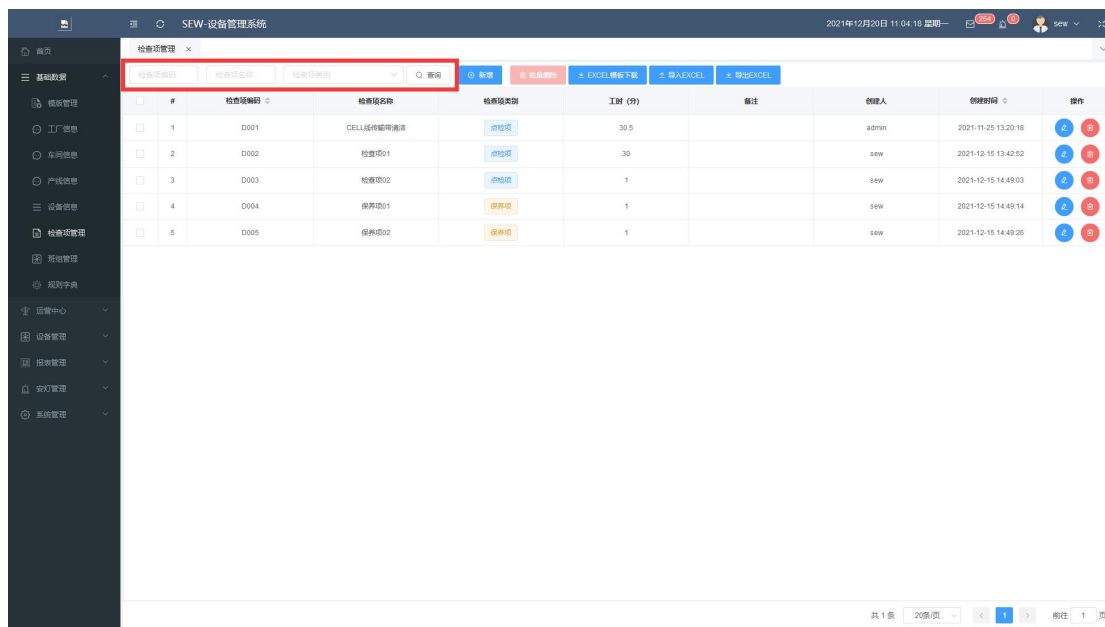 SEW-设备管理系统 2021年12月20日 11:04:18 星期一 264 0 sew
首页
基础数据
模板管理
工厂信息
车间信息
产线信息
设备信息
检查项管理
班组管理
规则字典
运营中心
设备管理
报表管理
安灯管理
系统管理
检查项管理 ×
检查项编码 检查项名称 检查项类别 查询 新增 批量删除 EXCEL模板下载 导入EXCEL 导出EXCEL
# 检查项编码 检查项名称 检查项类别 工时（分） 备注 创建人 创建时间 操作
1 D001 CELL线传输带清洁 点检项 30.5 admin 2021-11-25 13:20:18
2 D002 检查项01 点检项 30 sew 2021-12-15 13:42:52
3 D003 检查项02 点检项 1 sew 2021-12-15 14:49:03
4 D004 保养项01 保养项 1 sew 2021-12-15 14:49:14
5 D005 保养项02 保养项 1 sew 2021-12-15 14:49:26
共 1 条 20条/页 < 1 > 前往 1 页